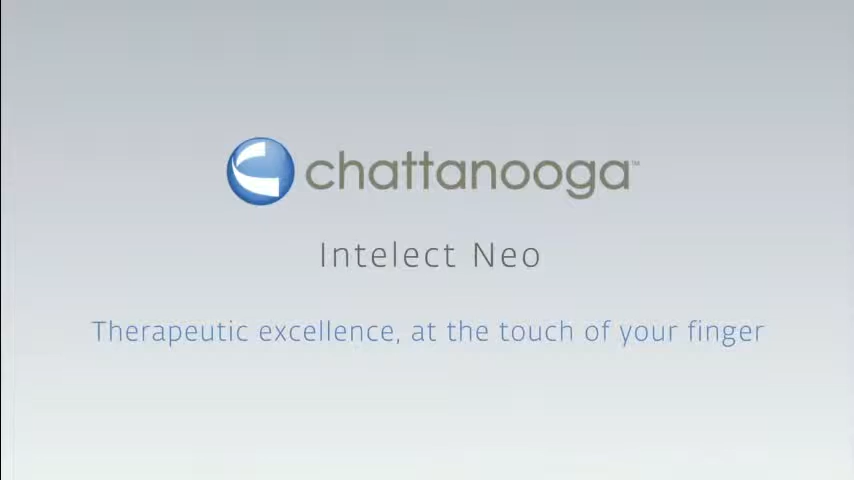 chattanooga™
Intelect Neo
Therapeutic excellence, at the touch of your finger